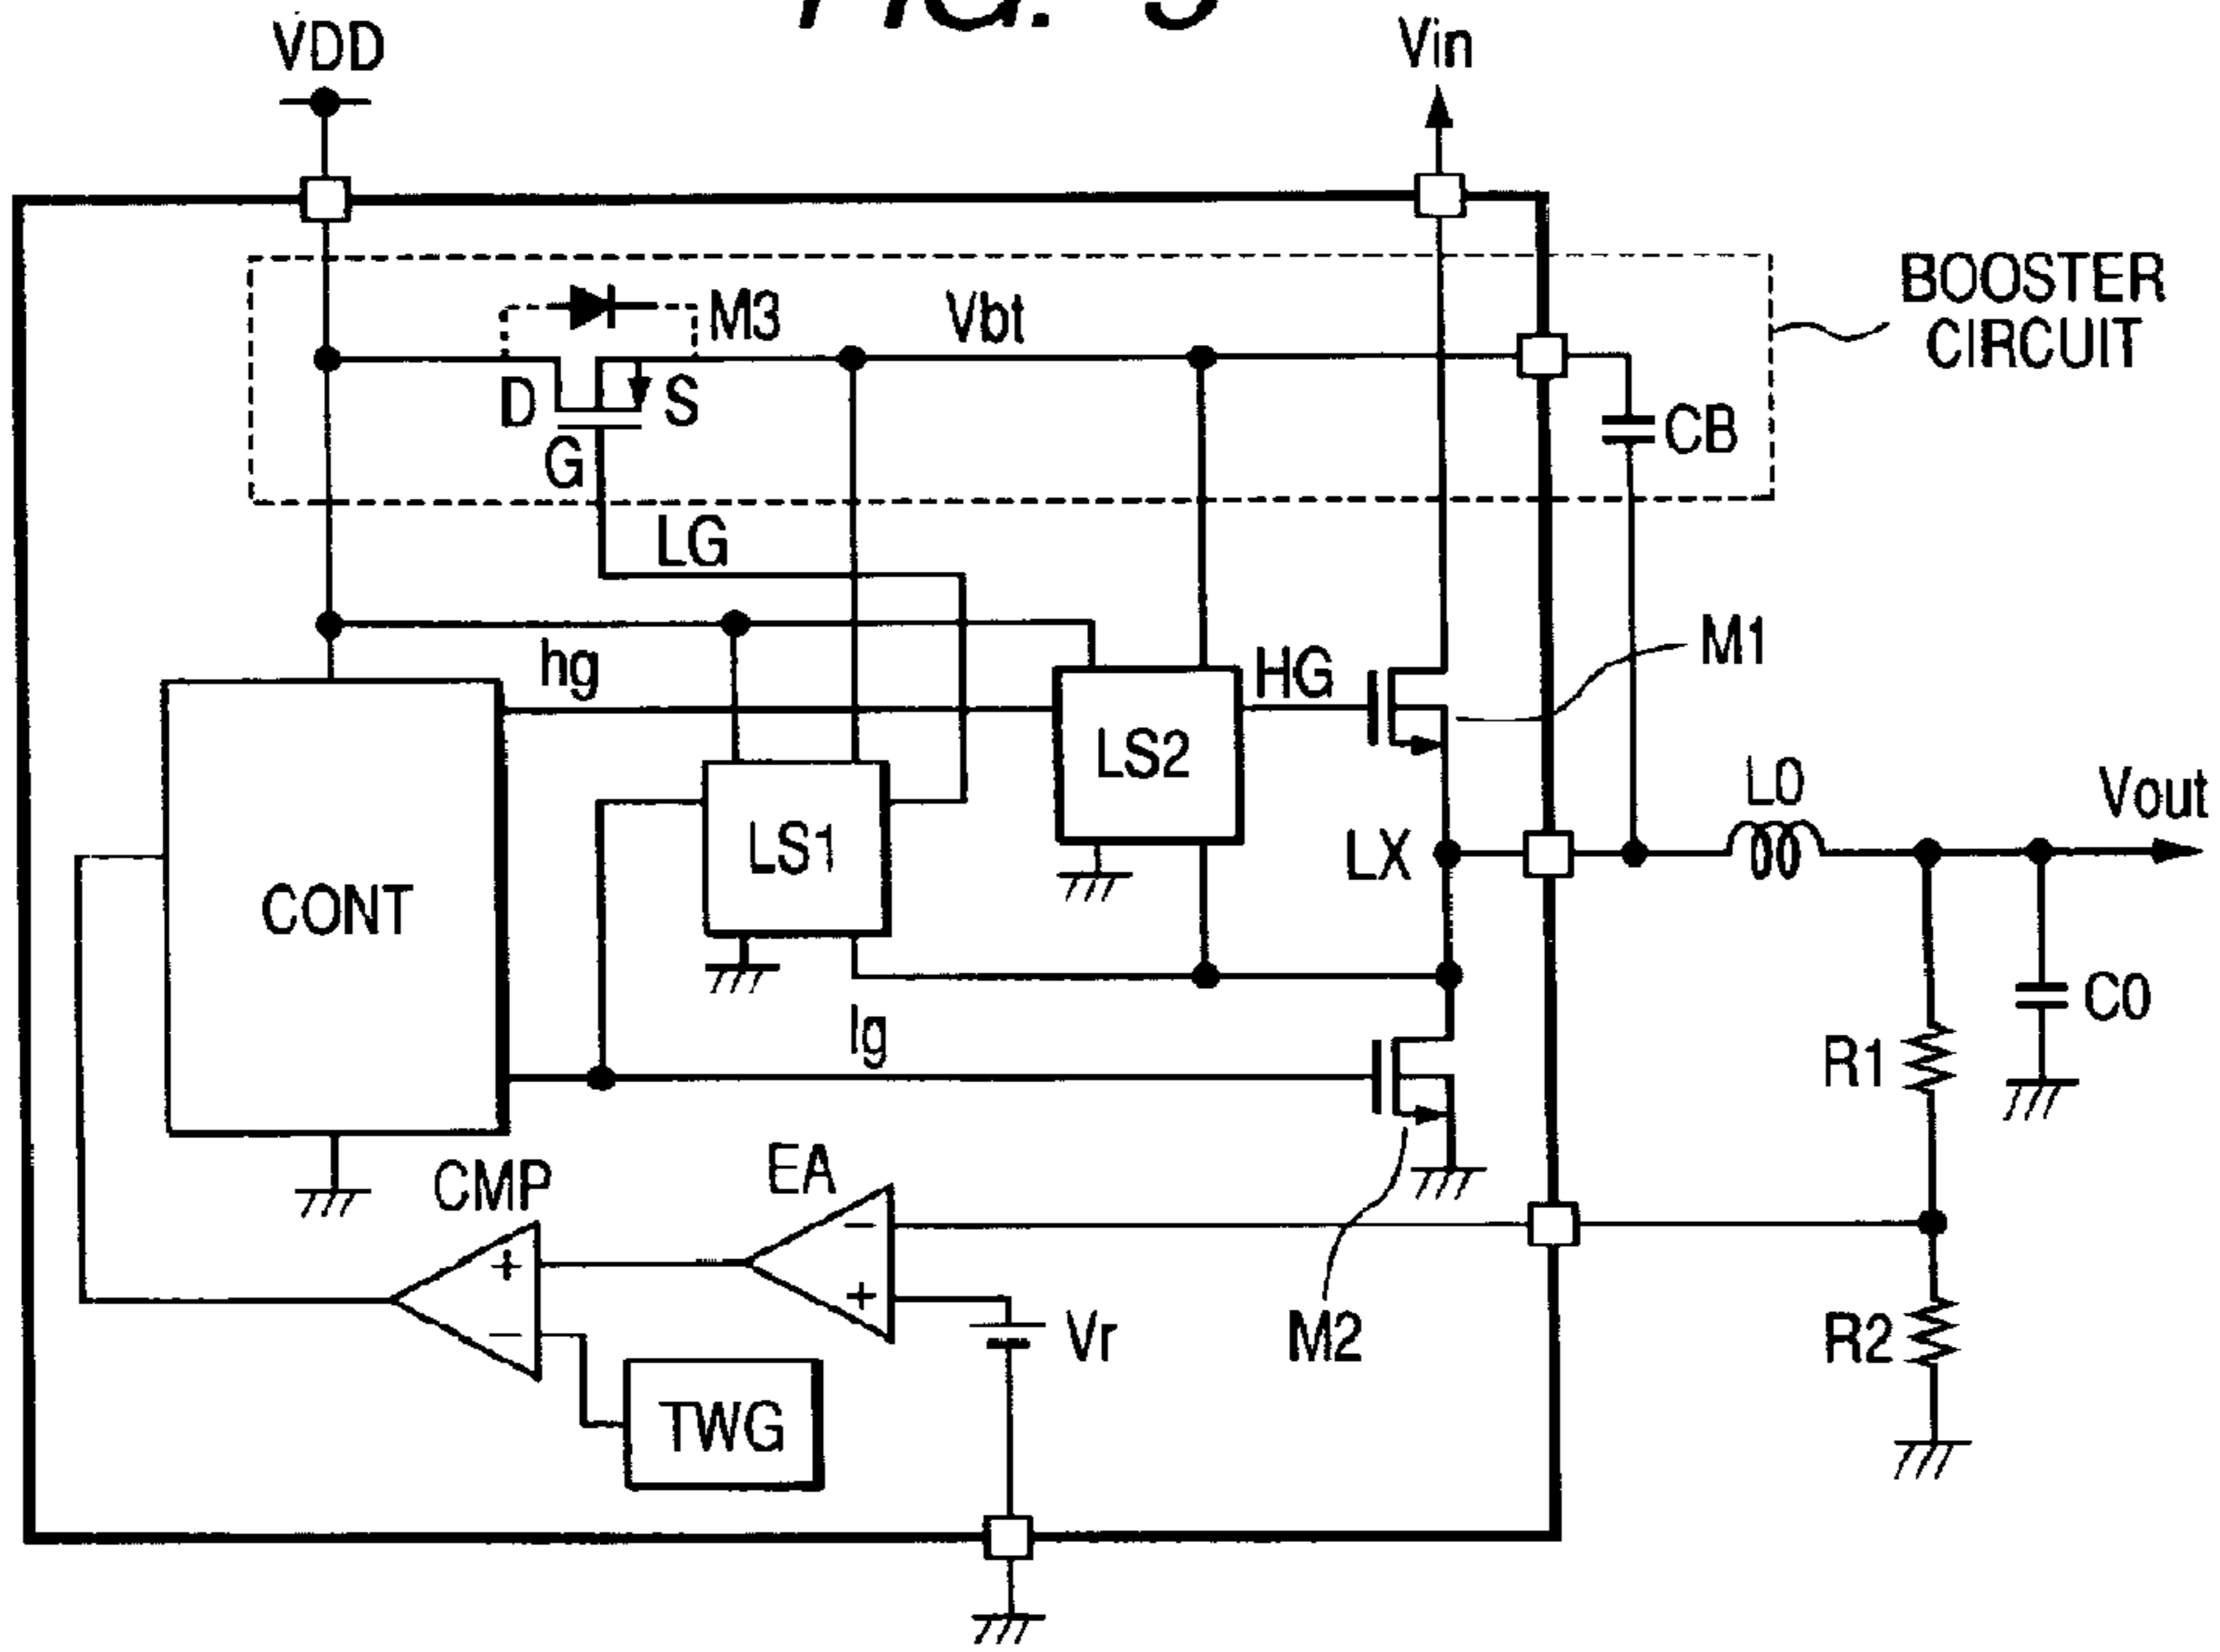 VDD
Vin
M3
Vbt
BOOSTER
CIRCUIT
D
S
G
CB
LG
hg
HG
M1
LS2
LS1
LX
L0
Vout
CONT
lg
C0
R1
CMP
EA
+
−
−
+
Vr
M2
R2
TWG